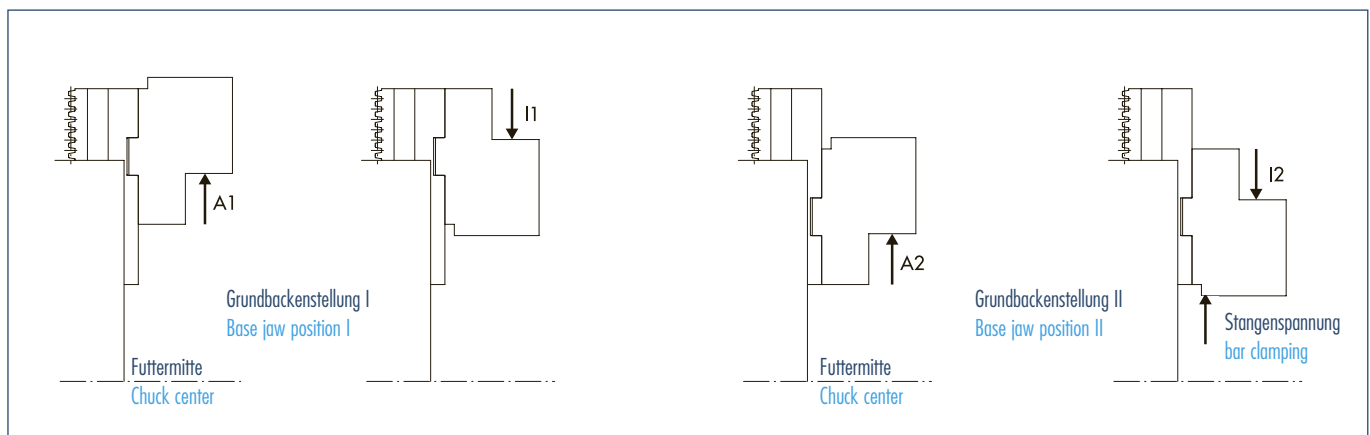 A1
I1
Grundbackenstellung I
Base jaw position I
Futtermitte
Chuck center
A2
I2
Grundbackenstellung II
Base jaw position II
Stangenspannung
bar clamping
Futtermitte
Chuck center